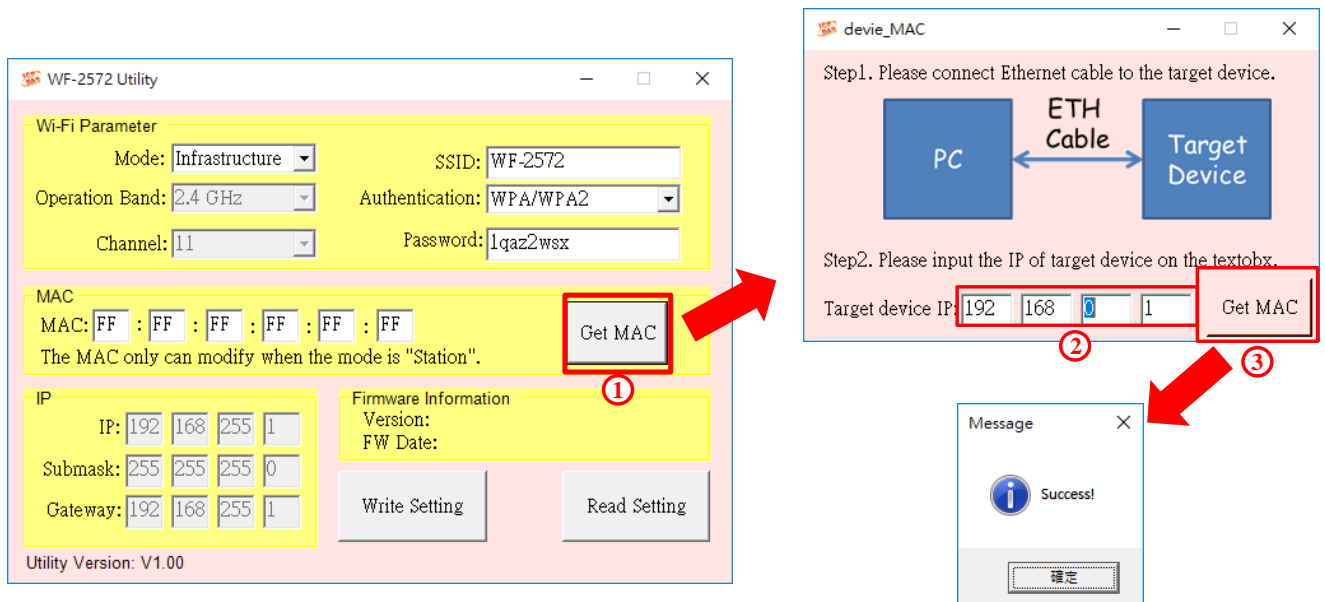 WF-2572 Utility
Wi-Fi Parameter
Mode: Infrastructure
SSID: WF-2572
Operation Band: 2.4 GHz
Authentication: WPA/WPA2
Channel: 11
Password: 1qaz2wsx
MAC
MAC: FF : FF : FF : FF : FF : FF
The MAC only can modify when the mode is "Station".
Get MAC
①
IP
IP: 192 168 255 1
Submask: 255 255 255 0
Gateway: 192 168 255 1
Firmware Information
Version:
FW Date:
Write Setting
Read Setting
Utility Version: V1.00
devie_MAC
Step1. Please connect Ethernet cable to the target device.
PC
ETH
Cable
Target
Device
Step2. Please input the IP of target device on the textobx.
Target device IP: 192 168 0 1
Get MAC
②
③
Message
Success!
確定